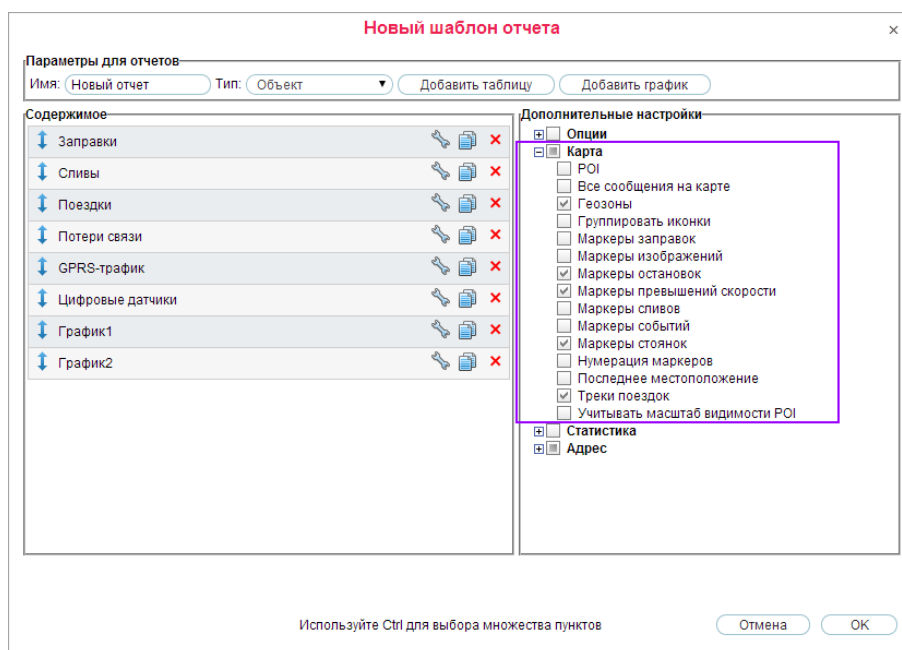 Новый шаблон отчета
Параметры для отчетов
Имя: Новый отчет Тип: Объект Добавить таблицу Добавить график
Содержимое
Заправки
Сливы
Поездки
Потери связи
GPRS-трафик
Цифровые датчики
График1
График2
Дополнительные настройки
Опции
Карта
POI
Все сообщения на карте
Геозоны
Группировать иконки
Маркеры заправок
Маркеры изображений
Маркеры остановок
Маркеры превышений скорости
Маркеры сливов
Маркеры событий
Маркеры стоянок
Нумерация маркеров
Последнее местоположение
Треки поездок
Учитывать масштаб видимости POI
Статистика
Адрес
Используйте Ctrl для выбора множества пунктов Отмена OK